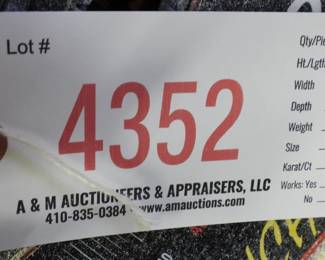 Lot #
4352
A & M AUCTIONEERS & APPRAISERS, LLC
410-835-0384 www.amauctions.com
Qty/Pie
Ht./Lgth
Width
Depth
Weight
Size
Karat/Ct
Works: Yes
No